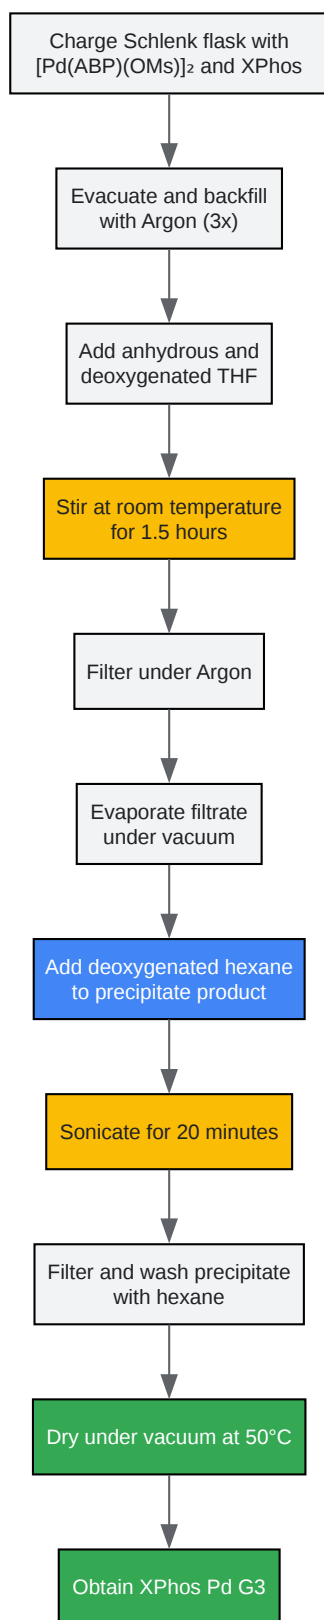 Charge Schlenk flask with
[Pd(ABP)(OMs)]₂ and XPhos
Evacuate and backfill
with Argon (3x)
Add anhydrous and
deoxygenated THF
Stir at room temperature
for 1.5 hours
Filter under Argon
Evaporate filtrate
under vacuum
Add deoxygenated hexane
to precipitate product
Sonicate for 20 minutes
Filter and wash precipitate
with hexane
Dry under vacuum at 50°C
Obtain XPhos Pd G3